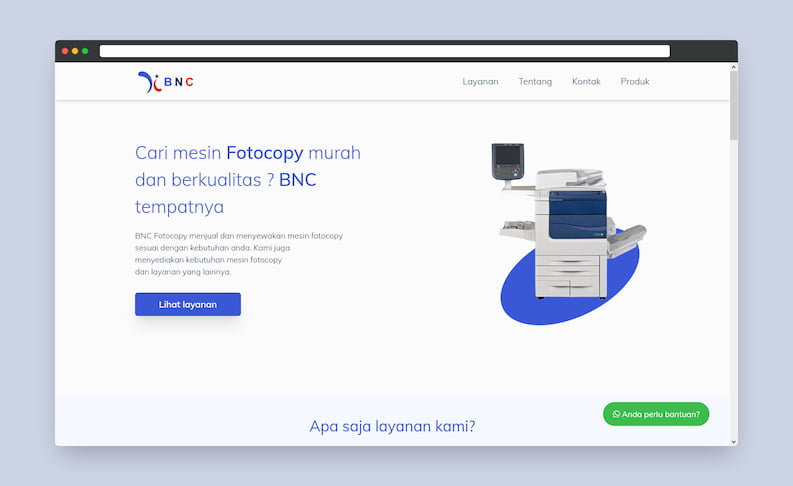 BNC
Layanan Tentang Kontak Produk
Cari mesin Fotocopy murah
dan berkualitas ? BNC
tempatnya
BNC Fotocopy menjual dan menyewakan mesin fotocopy
sesuai dengan kebutuhan anda. Kami juga
menyediakan kebutuhan mesin fotocopy
dan layanan yang lainnya.
Lihat layanan
Anda perlu bantuan?
Apa saja layanan kami?